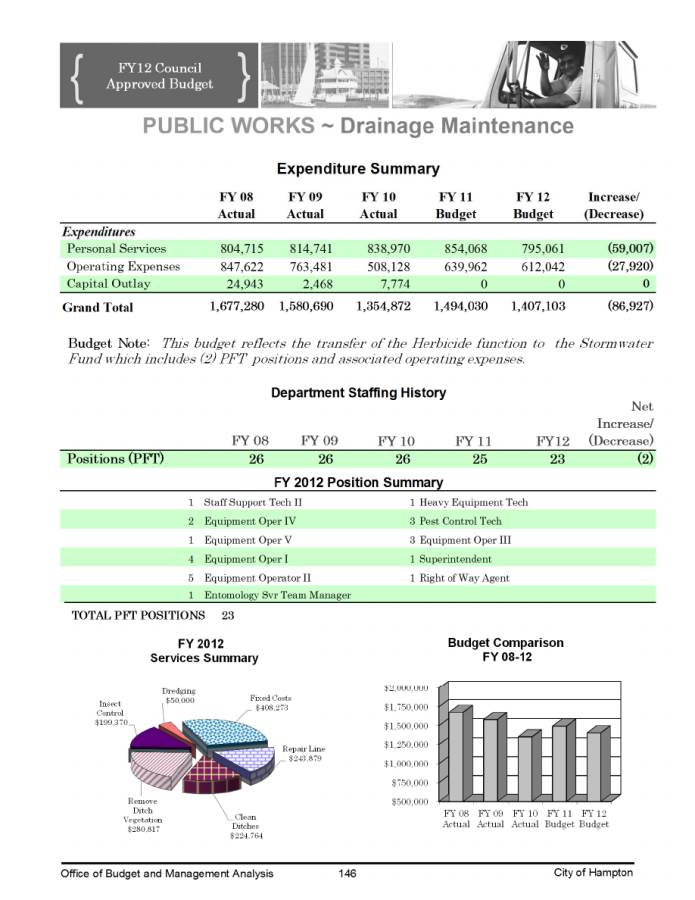 FY12 Council
Approved Budget
PUBLIC WORKS ~ Drainage Maintenance
Expenditure Summary
FY 08 FY 09 FY 10 FY 11 FY 12 Increase/
Actual Actual Actual Budget Budget (Decrease)
Expenditures
Personal Services 804,715 814,741 838,970 854,068 795,061 (59,007)
Operating Expenses 847,622 763,481 508,128 639,962 612,042 (27,920)
Capital Outlay 24,943 2,468 7,774 0 0 0
Grand Total 1,677,280 1,580,690 1,354,872 1,494,030 1,407,103 (86,927)
Budget Note: This budget reflects the transfer of the Herbicide function to the Stormwater
Fund which includes (2) PFT positions and associated operating expenses.
Department Staffing History
Net
Increase/
FY 08 FY 09 FY 10 FY 11 FY12 (Decrease)
Positions (PFT) 26 26 26 25 23 (2)
FY 2012 Position Summary
1 Staff Support Tech II 1 Heavy Equipment Tech
2 Equipment Oper IV 3 Pest Control Tech
1 Equipment Oper V 3 Equipment Oper III
4 Equipment Oper I 1 Superintendent
5 Equipment Operator II 1 Right of Way Agent
1 Entomology Svr Team Manager
TOTAL PFT POSITIONS 23
FY 2012
Services Summary
Dredging
$50,000
Fixed Costs
$408,273
Insect
Control
$199,370
Repair Line
$243,879
Remove
Ditch
Vegetation
$280,817
Clean
Ditches
$224,764
Budget Comparison
FY 08-12
$2,000,000
$1,750,000
$1,500,000
$1,250,000
$1,000,000
$750,000
$500,000
FY 08 FY 09 FY 10 FY 11 FY 12
Actual Actual Actual Budget Budget
Office of Budget and Management Analysis 146 City of Hampton